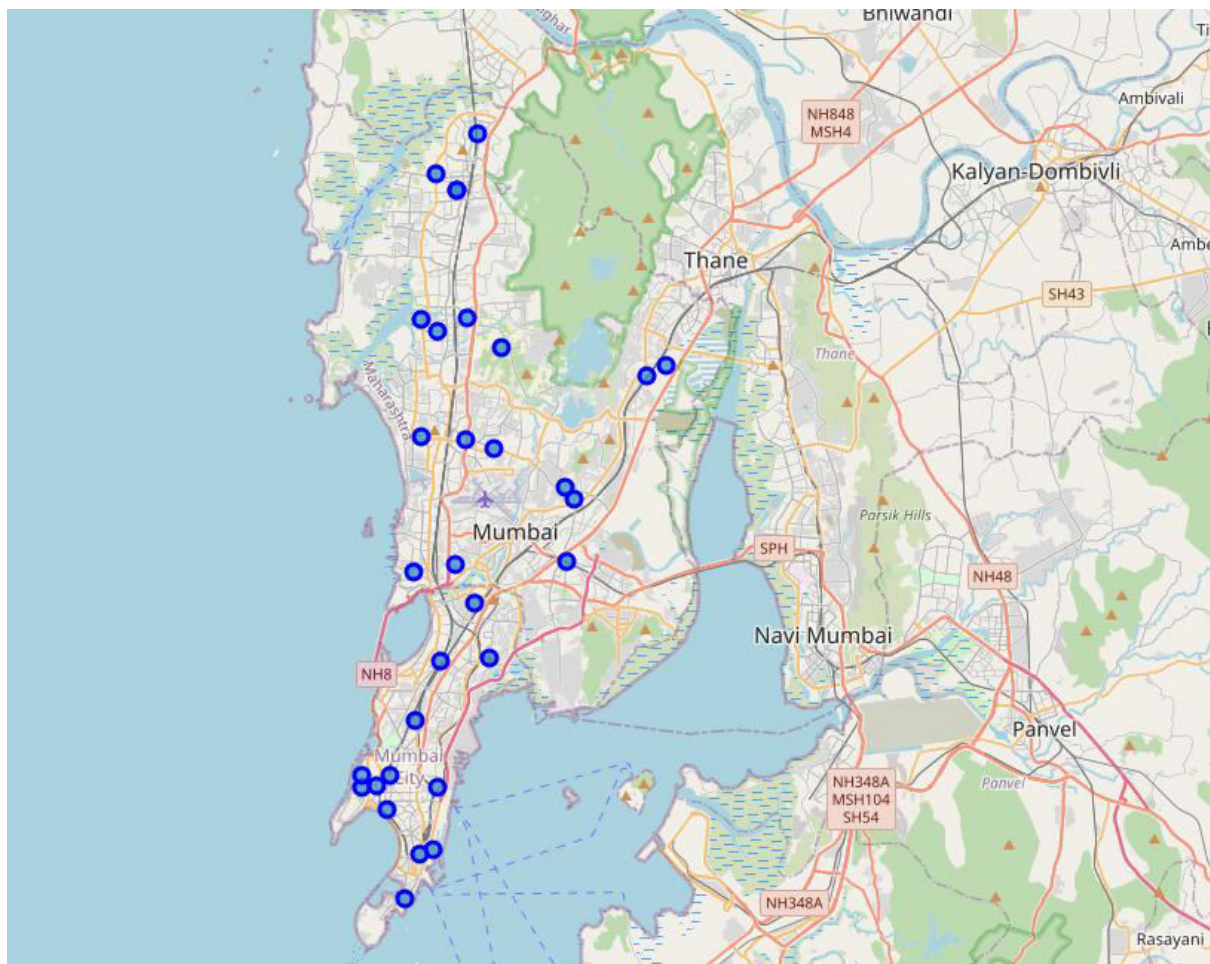 Bhiwandi
Ambivali
NH848
MSH4
Kalyan-Dombivli
Thane
SH43
Thane
Maharashtra
Parsik Hills
Mumbai
SPH
NH48
Navi Mumbai
NH8
Panvel
Mumbai
City
NH348A
MSH104
SH54
Panvel
NH348A
Rasayani